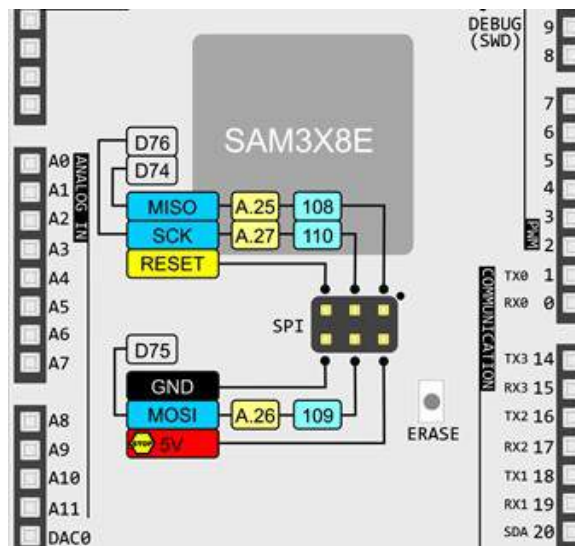 DEBUG
(SWD)
9
8
7
6
5
4
3
2
PWM
TX0 1
RX0 0
SAM3X8E
D76
D74
MISO A.25 108
SCK A.27 110
RESET
SPI
D75
GND
MOSI A.26 109
STOP 5V
ERASE
ANALOG IN
A0
A1
A2
A3
A4
A5
A6
A7
A8
A9
A10
A11
DAC0
COMMUNICATION
TX3 14
RX3 15
TX2 16
RX2 17
TX1 18
RX1 19
SDA 20